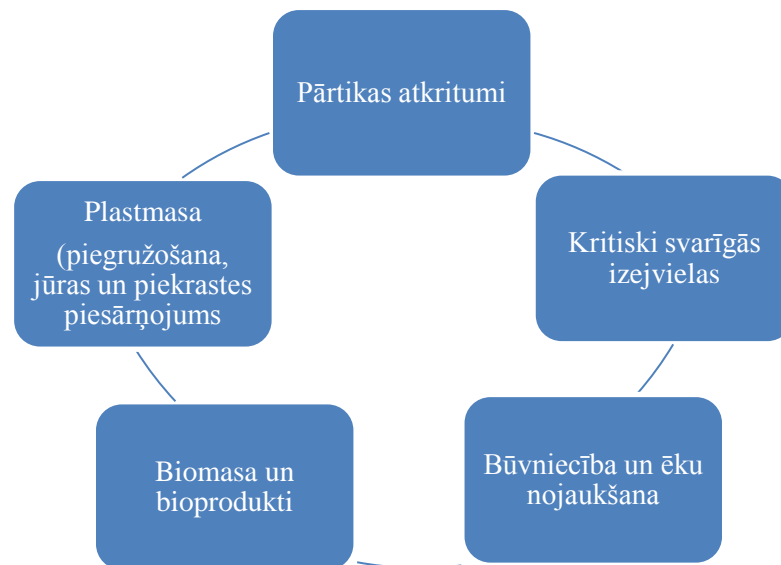 Pārtikas atkritumi
Kritiski svarīgās
izejvielas
Būvniecība un ēku
nojaukšana
Biomasa un
bioprodukti
Plastmasa
(piegružošana,
jūras un piekrastes
piesārņojums